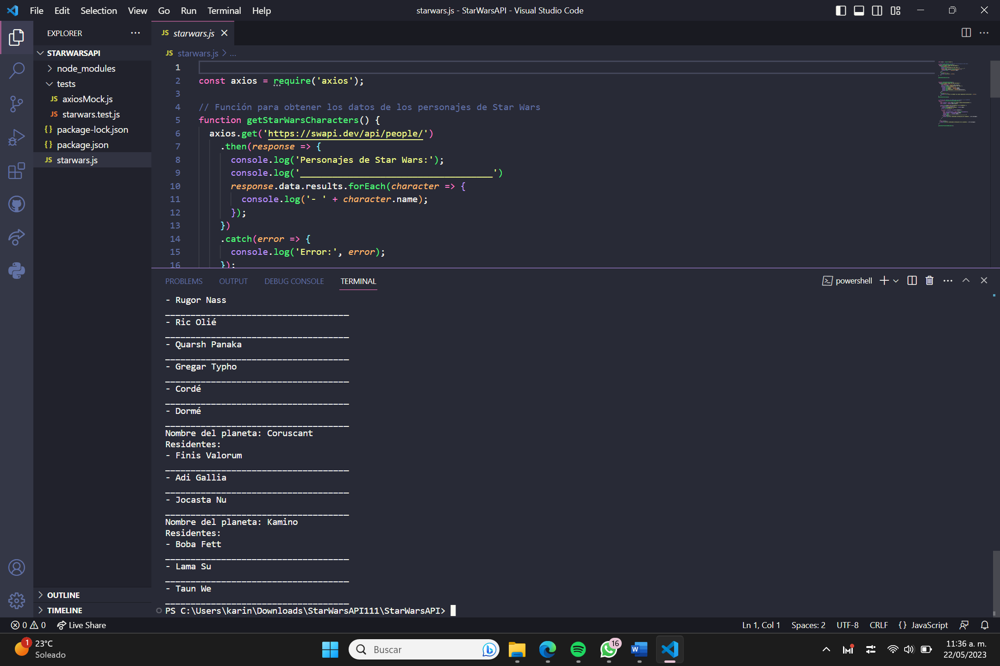 File Edit Selection View Go Run Terminal Help
starwars.js - StarWarsAPI - Visual Studio Code
EXPLORER
STARWARSAPI
node_modules
tests
JS axiosMock.js
JS starwars.test.js
{} package-lock.json
{} package.json
JS starwars.js
OUTLINE
TIMELINE
JS starwars.js
JS starwars.js > ...
1
2 const axios = require('axios');
3
4 // Función para obtener los datos de los personajes de Star Wars
5 function getStarWarsCharacters() {
6 axios.get('https://swapi.dev/api/people/')
7 .then(response => {
8 console.log('Personajes de Star Wars:');
9 console.log('____________________________________')
10 response.data.results.forEach(character => {
11 console.log('- ' + character.name);
12 });
13 })
14 .catch(error => {
15 console.log('Error:', error);
16 });
PROBLEMS OUTPUT DEBUG CONSOLE TERMINAL
powershell
- Rugor Nass
____________________________________
- Ric Olié
____________________________________
- Quarsh Panaka
____________________________________
- Gregar Typho
____________________________________
- Cordé
____________________________________
- Dormé
____________________________________
Nombre del planeta: Coruscant
Residentes:
- Finis Valorum
____________________________________
- Adi Gallia
____________________________________
- Jocasta Nu
____________________________________
Nombre del planeta: Kamino
Residentes:
- Boba Fett
____________________________________
- Lama Su
____________________________________
- Taun We
____________________________________
PS C:\Users\karin\Downloads\StarWarsAPI111\StarWarsAPI>
0 0 Live Share
Ln 1, Col 1 Spaces: 2 UTF-8 CRLF {} JavaScript
1
23°C
Soleado
Buscar
16
W
11:36 a. m.
22/05/2023